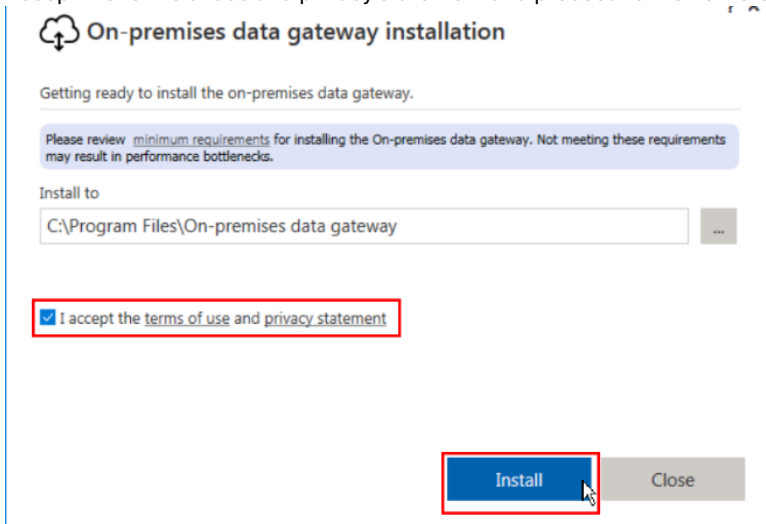 On-premises data gateway installation
Getting ready to install the on-premises data gateway.
Please review minimum requirements for installing the On-premises data gateway. Not meeting these requirements
may result in performance bottlenecks.
Install to
C:\Program Files\On-premises data gateway
...
I accept the terms of use and privacy statement
Install
Close